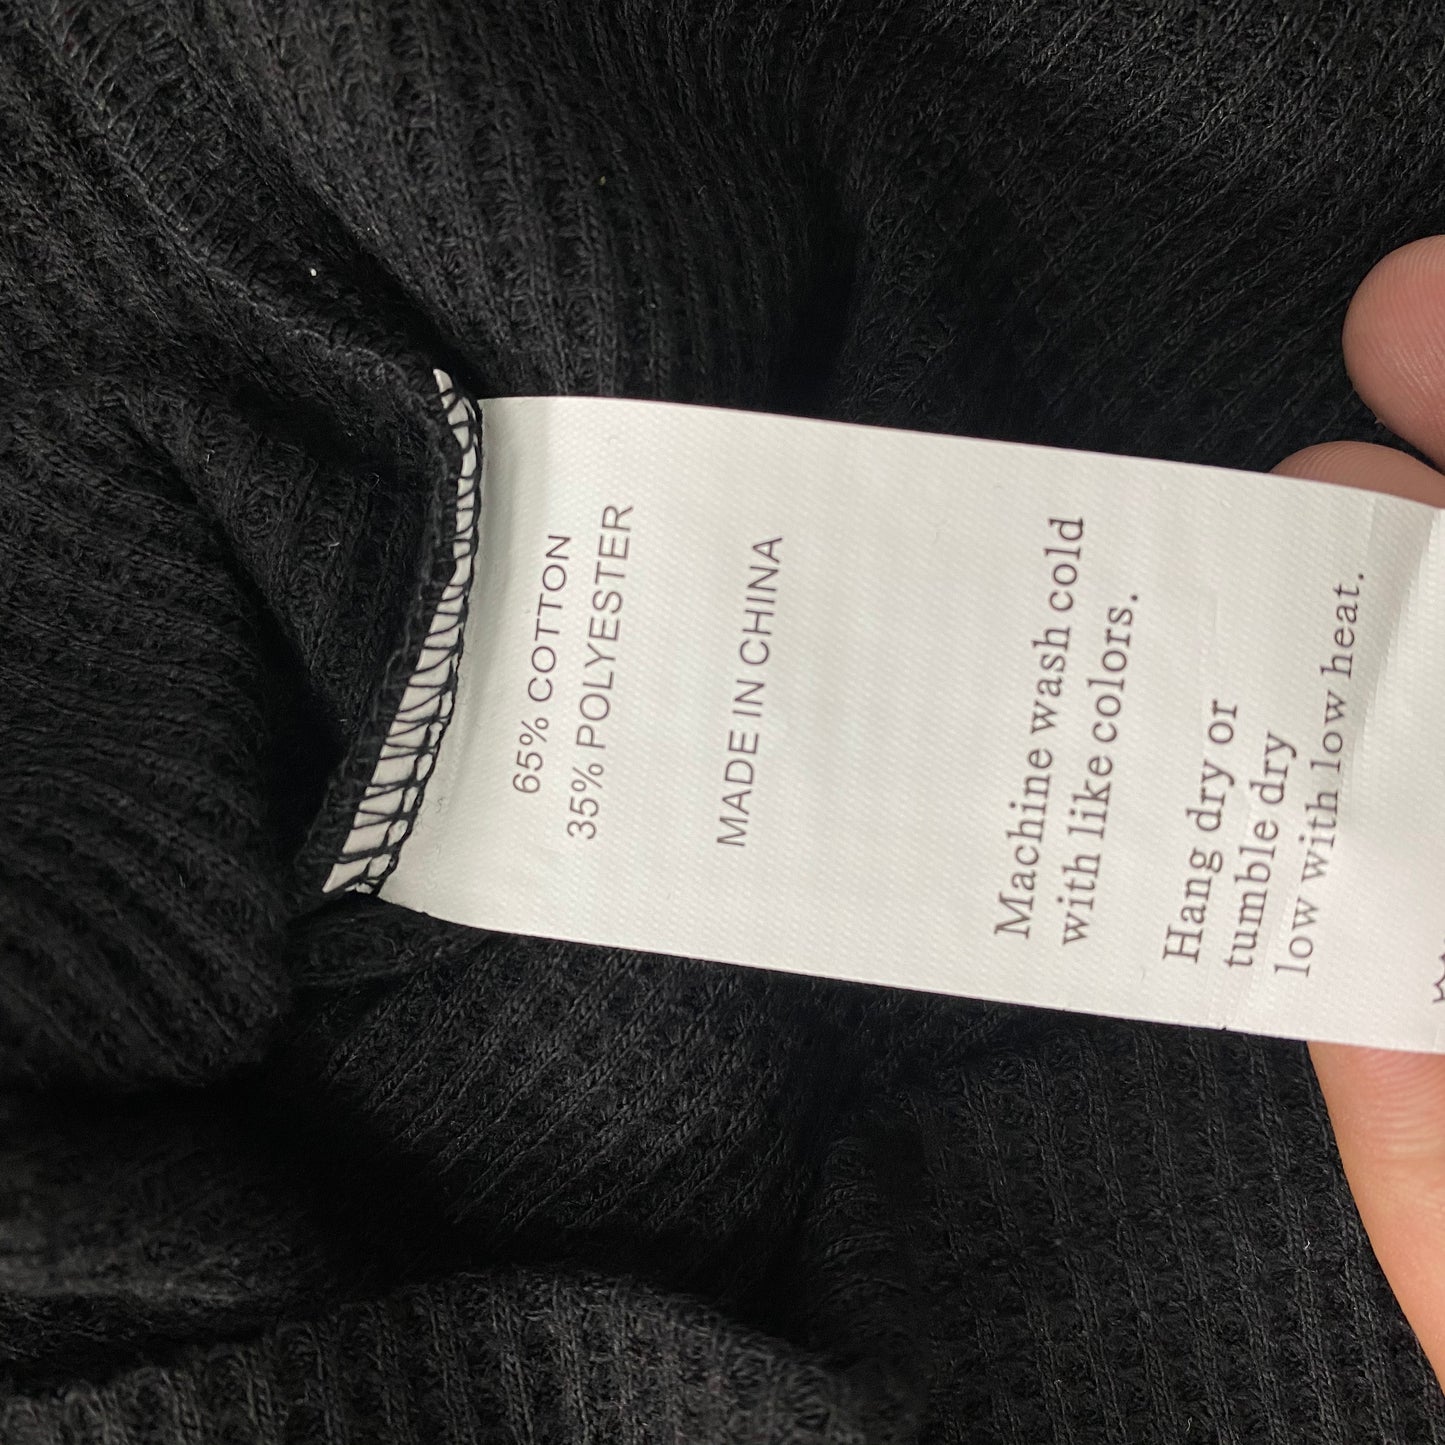 65% COTTON
35% POLYESTER
MADE IN CHINA
Machine wash cold
with like colors.
Hang dry or
tumble dry
low with low heat.